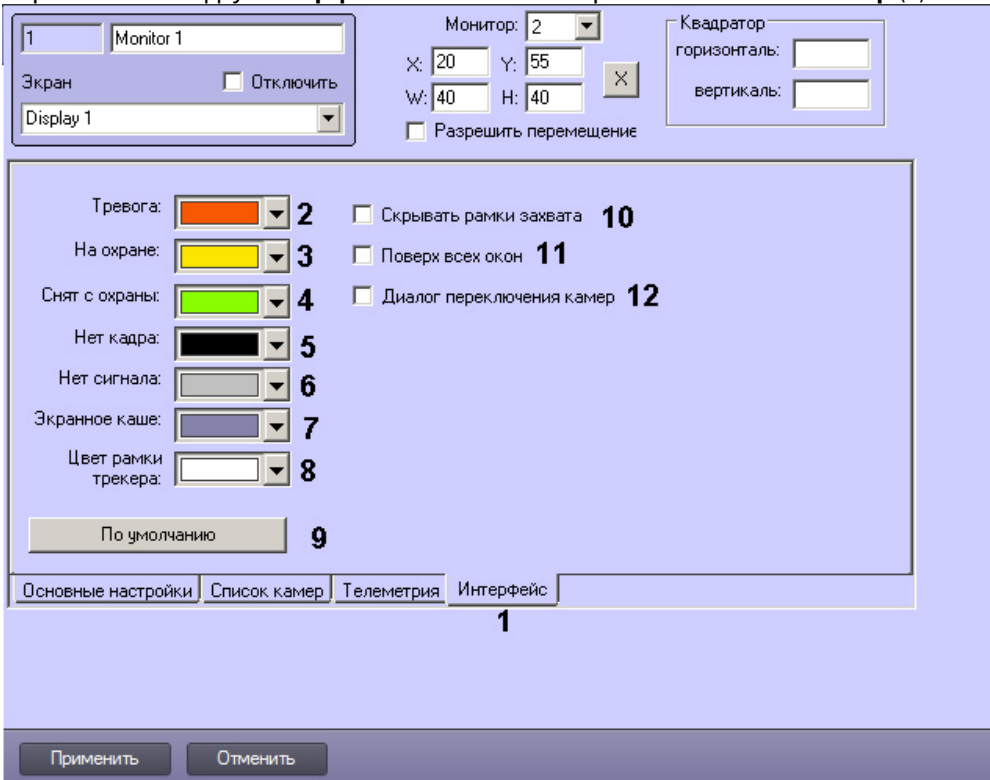 1 Monitor 1
Экран Отключить
Display 1
Монитор: 2
X: 20 Y: 55 X
W: 40 H: 40
Разрешить перемещение
Квадратор
горизонталь:
вертикаль:
Тревога: 2
На охране: 3
Снят с охраны: 4
Нет кадра: 5
Нет сигнала: 6
Экранное каше: 7
Цвет рамки
трекера: 8
По умолчанию 9
Скрывать рамки захвата 10
Поверх всех окон 11
Диалог переключения камер 12
Основные настройки Список камер Телеметрия Интерфейс
1
Применить Отменить